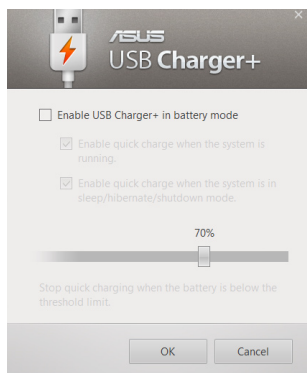 ASUS
USB Charger+
Enable USB Charger+ in battery mode
Enable quick charge when the system is
running.
Enable quick charge when the system is in
sleep/hibernate/shutdown mode.
70%
Stop quick charging when the battery is below the
threshold limit.
OK Cancel